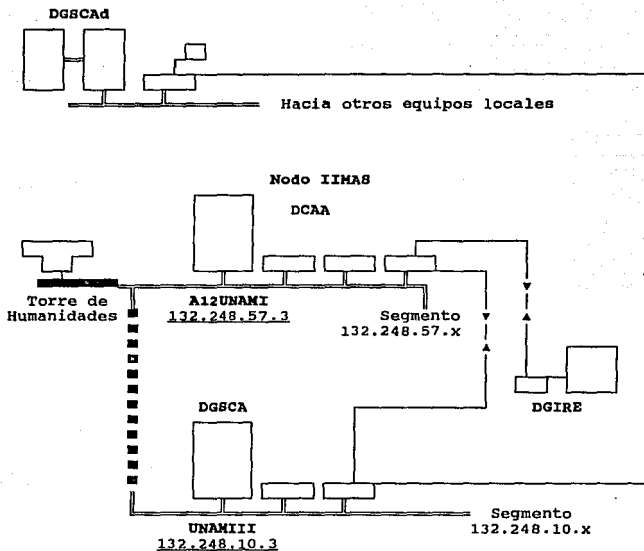 DGSCAd
Hacia otros equipos locales
Nodo IIMAS
DCAA
Torre de
Humanidades
A12UNAMI
132.248.57.3
Segmento
132.248.57.x
DGSCA
DGIRE
UNAMIII
132.248.10.3
Segmento
132.248.10.x